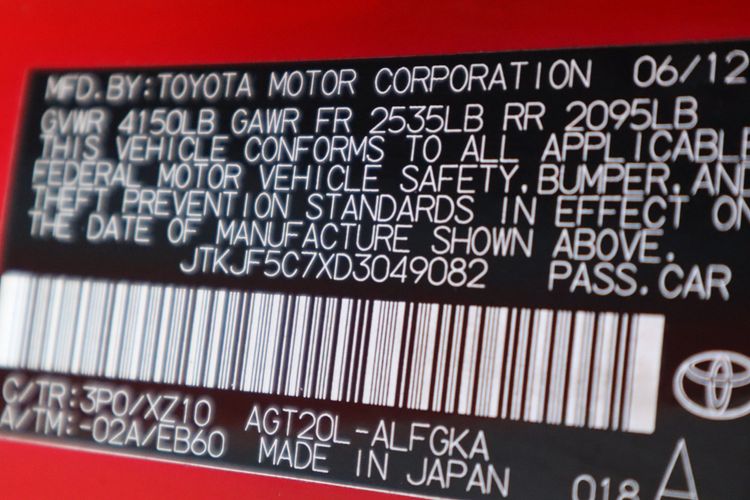 MFD. BY: TOYOTA MOTOR CORPORATION 06/12
GVWR 4150LB GAWR FR 2535LB RR 2095LB
THIS VEHICLE CONFORMS TO ALL APPLICABLE
FEDERAL MOTOR VEHICLE SAFETY, BUMPER, AND
THEFT PREVENTION STANDARDS IN EFFECT ON
THE DATE OF MANUFACTURE SHOWN ABOVE.
JTKJF5C7XD3049082 PASS. CAR
C/TR: 3P0/XZ10
A/TM: -02A/EB60
AGT20L-ALFGKA
MADE IN JAPAN
018 A